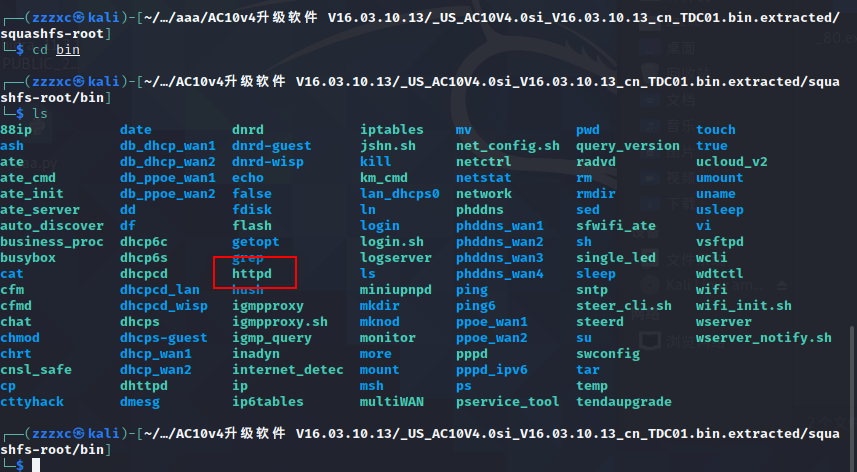 ┌──(zzzxc㉿kali)-[~/…/aaa/AC10v4升级软件 V16.03.10.13/_US_AC10V4.0si_V16.03.10.13_cn_TDC01.bin.extracted/
squashfs-root]
└─$ cd bin
┌──(zzzxc㉿kali)-[~/…/AC10v4升级软件 V16.03.10.13/_US_AC10V4.0si_V16.03.10.13_cn_TDC01.bin.extracted/squa
shfs-root/bin]
└─$ ls
88ip date dnrd iptables mv pwd touch
ash db_dhcp_wan1 dnrd-guest jshn.sh net_config.sh query_version true
ate db_dhcp_wan2 dnrd-wisp kill netctrl radvd ucloud_v2
ate_cmd db_ppoe_wan1 echo km_cmd netstat rm umount
ate_init db_ppoe_wan2 false lan_dhcps0 network rmdir uname
ate_server dd fdisk ln phddns sed usleep
auto_discover df flash login phddns_wan1 sfwifi_ate vi
business_proc dhcp6c getopt login.sh phddns_wan2 sh vsftpd
busybox dhcp6s grep logserver phddns_wan3 single_led wcli
cat dhcpcd httpd ls phddns_wan4 sleep wdtctl
cfm dhcpcd_lan hush miniupnpd ping sntp wifi
cfmd dhcpcd_wisp igmpproxy mkdir ping6 steer_cli.sh wifi_init.sh
chat dhcps igmpproxy.sh mknod ppoe_wan1 steerd wserver
chmod dhcps-guest igmp_query monitor ppoe_wan2 su wserver_notify.sh
chrt dhcp_wan1 inadyn more pppd swconfig
cnsl_safe dhcp_wan2 internet_detec mount pppd_ipv6 tar
cp dhttpd ip msh ps temp
cttyhack dmesg ip6tables multiWAN pservice_tool tendaupgrade
┌──(zzzxc㉿kali)-[~/…/AC10v4升级软件 V16.03.10.13/_US_AC10V4.0si_V16.03.10.13_cn_TDC01.bin.extracted/squa
shfs-root/bin]
└─$